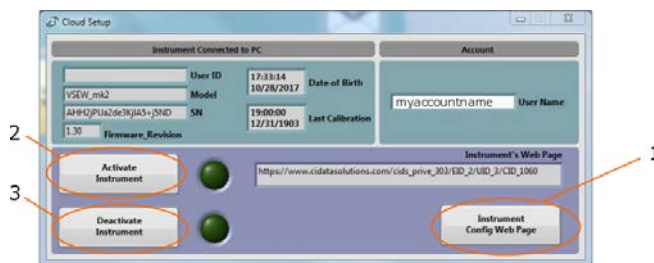 Cloud Setup
Instrument Connected to PC
Account
User ID
17:33:14
10/28/2017
Date of Birth
VSEW_mk2
Model
AHH2jPUa2de3KjIA5+j5ND
SN
19:00:00
12/31/1903
Last Calibration
1.30
Firmware_Revision
myaccountname
User Name
2
1
3
Activate
Instrument
Instrument's Web Page
https://www.cidatasolutions.com/cids_prive_303/EID_2/UID_3/CID_1060
Deactivate
Instrument
Instrument
Config Web Page